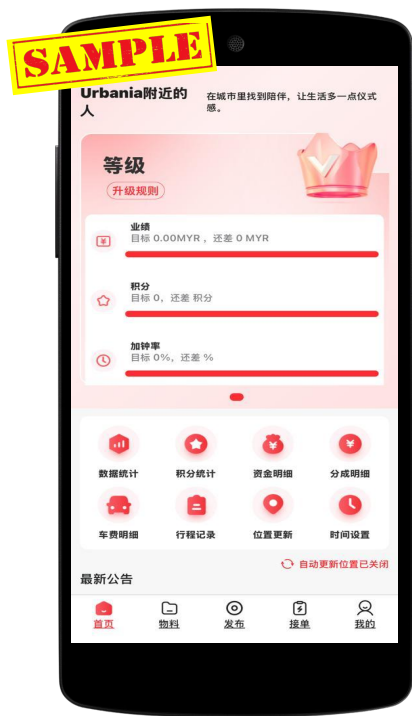 SAMPLE
Urbania附近的
人
在城市里找到陪伴，让生活多一点仪式
感。
等级
升级规则
业绩
目标 0.00MYR ，还差 0 MYR
积分
目标 0，还差 积分
加钟率
目标 0%，还差 %
数据统计 积分统计 资金明细 分成明细
车费明细 行程记录 位置更新 时间设置
自动更新位置已关闭
最新公告
首页 物料 发布 接单 我的